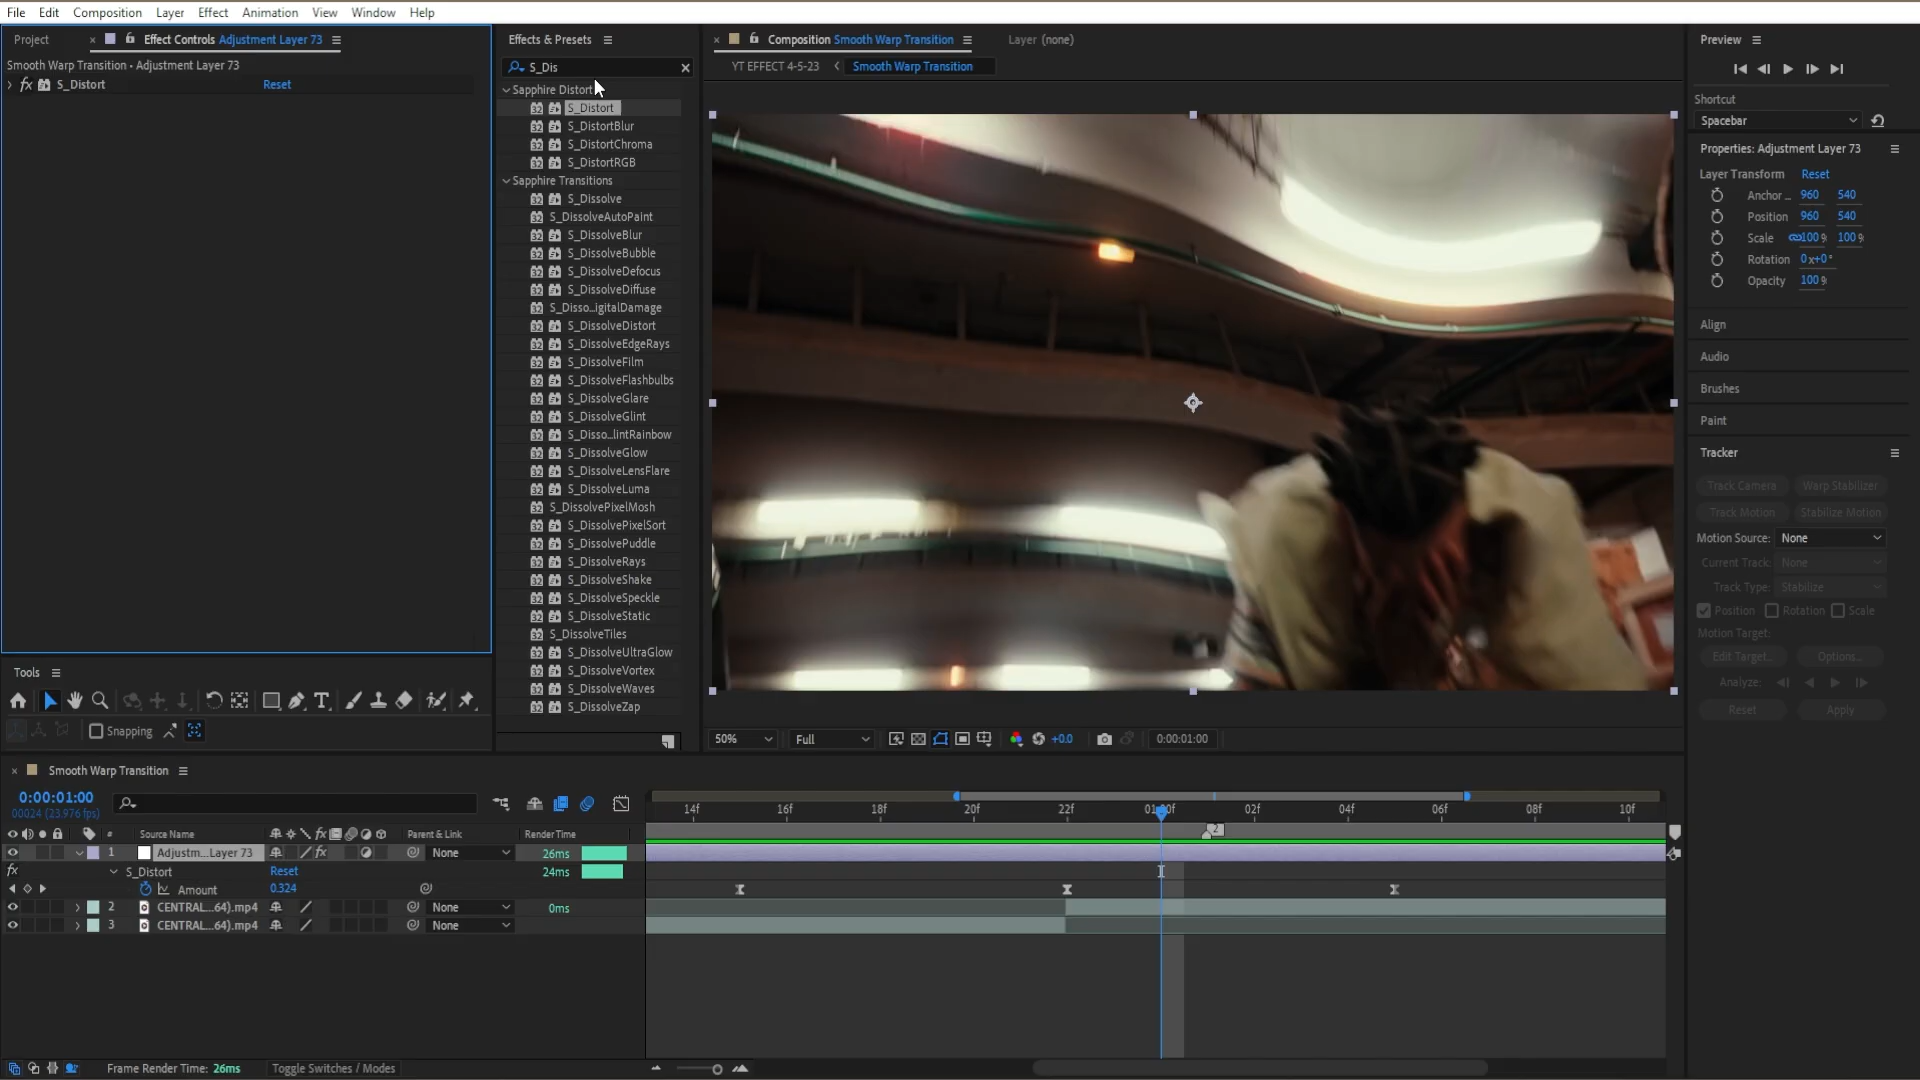 File Edit Composition Layer Effect Animation View Window Help
Project × Effect Controls Adjustment Layer 73
Smooth Warp Transition • Adjustment Layer 73
fx S_Distort Reset
Effects & Presets
S_Dis ×
Sapphire Distort
S_Distort
S_DistortBlur
S_DistortChroma
S_DistortRGB
Sapphire Transitions
S_Dissolve
S_DissolveAutoPaint
S_DissolveBlur
S_DissolveBubble
S_DissolveDefocus
S_DissolveDiffuse
S_Disso...igitalDamage
S_DissolveDistort
S_DissolveEdgeRays
S_DissolveFilm
S_DissolveFlashbulbs
S_DissolveGlare
S_DissolveGlint
S_Disso...lintRainbow
S_DissolveGlow
S_DissolveLensFlare
S_DissolveLuma
S_DissolvePixelMosh
S_DissolvePixelSort
S_DissolvePuddle
S_DissolveRays
S_DissolveShake
S_DissolveSpeckle
S_DissolveStatic
S_DissolveTiles
S_DissolveUltraGlow
S_DissolveVortex
S_DissolveWaves
S_DissolveZap
× Composition Smooth Warp Transition Layer (none)
YT EFFECT 4-5-23 Smooth Warp Transition
50% Full +0.0 0:00:01:00
Preview
Shortcut
Spacebar
Properties: Adjustment Layer 73
Layer Transform Reset
Anchor ... 960 540
Position 960 540
Scale 100 % 100 %
Rotation 0x+0°
Opacity 100 %
Align
Audio
Brushes
Paint
Tracker
Track Camera Warp Stabilizer
Track Motion Stabilize Motion
Motion Source: None
Current Track: None
Track Type: Stabilize
Position Rotation Scale
Motion Target:
Edit Target... Options...
Analyze:
Reset Apply
Tools
Snapping
× Smooth Warp Transition
0:00:01:00
00024 (23.976 fps)
14f 16f 18f 20f 22f 01:00f 02f 04f 06f 08f 10f
# Source Name fx Parent & Link Render Time
2
1 Adjustm...Layer 73 fx None 26ms
fx S_Distort Reset 24ms
Amount 0.324
2 CENTRAL...64).mp4 None 0ms
3 CENTRAL...64).mp4 None
Frame Render Time: 26ms Toggle Switches / Modes